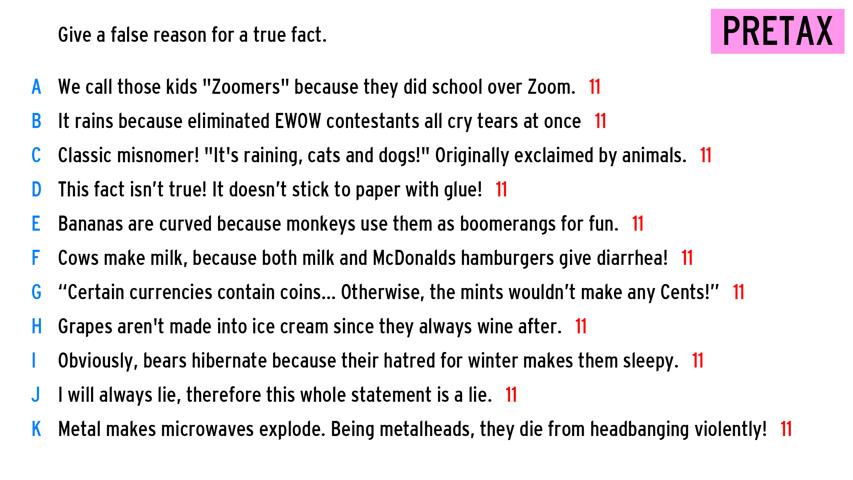 Give a false reason for a true fact.
PRETAX
A We call those kids "Zoomers" because they did school over Zoom. 11
B It rains because eliminated EWOW contestants all cry tears at once 11
C Classic misnomer! "It's raining, cats and dogs!" Originally exclaimed by animals. 11
D This fact isn’t true! It doesn’t stick to paper with glue! 11
E Bananas are curved because monkeys use them as boomerangs for fun. 11
F Cows make milk, because both milk and McDonalds hamburgers give diarrhea! 11
G “Certain currencies contain coins... Otherwise, the mints wouldn’t make any Cents!” 11
H Grapes aren't made into ice cream since they always wine after. 11
I Obviously, bears hibernate because their hatred for winter makes them sleepy. 11
J I will always lie, therefore this whole statement is a lie. 11
K Metal makes microwaves explode. Being metalheads, they die from headbanging violently! 11